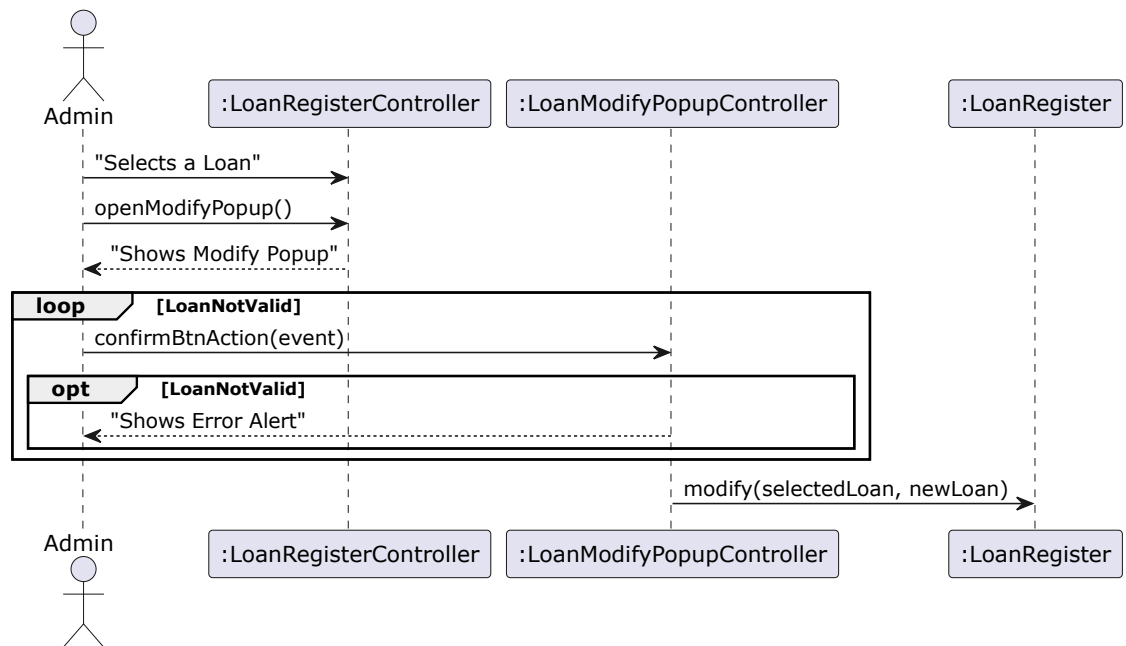 Admin
:LoanRegisterController
:LoanModifyPopupController
:LoanRegister
"Selects a Loan"
openModifyPopup()
"Shows Modify Popup"
loop [LoanNotValid]
confirmBtnAction(event)
opt [LoanNotValid]
"Shows Error Alert"
modify(selectedLoan, newLoan)
Admin
:LoanRegisterController
:LoanModifyPopupController
:LoanRegister